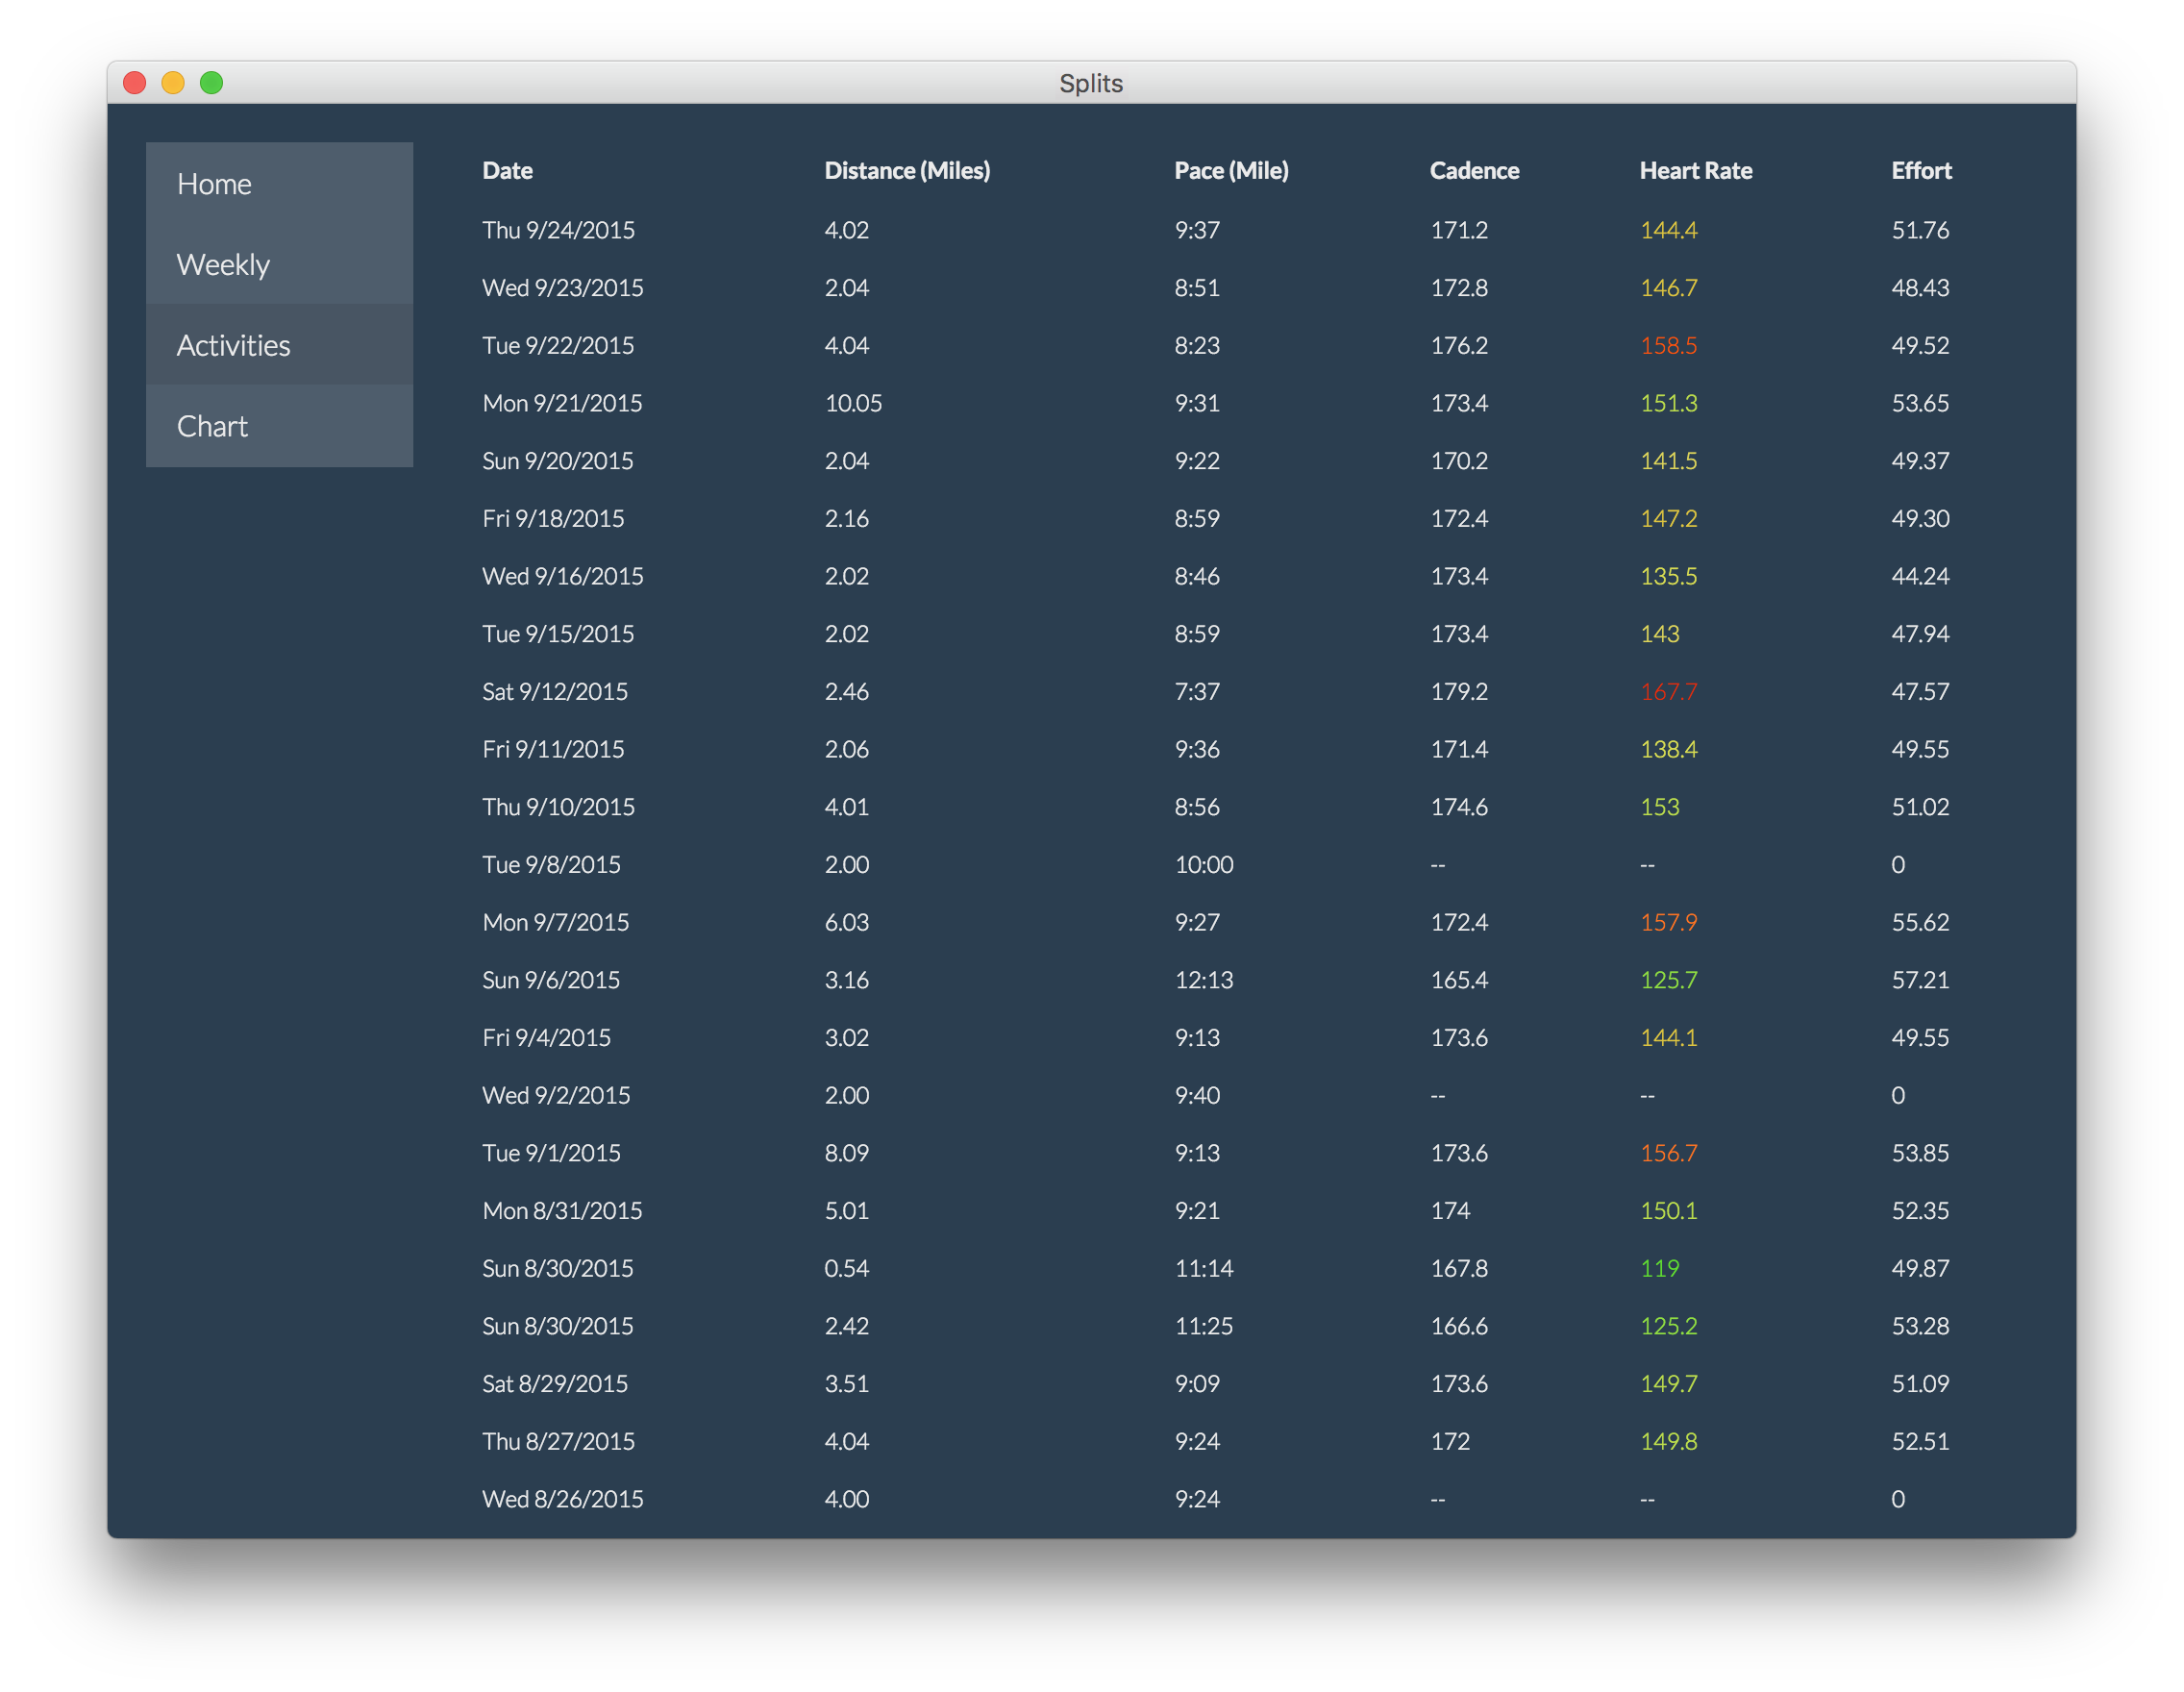 Splits
Home
Weekly
Activities
Chart
Date Distance (Miles) Pace (Mile) Cadence Heart Rate Effort
Thu 9/24/2015 4.02 9:37 171.2 144.4 51.76
Wed 9/23/2015 2.04 8:51 172.8 146.7 48.43
Tue 9/22/2015 4.04 8:23 176.2 158.5 49.52
Mon 9/21/2015 10.05 9:31 173.4 151.3 53.65
Sun 9/20/2015 2.04 9:22 170.2 141.5 49.37
Fri 9/18/2015 2.16 8:59 172.4 147.2 49.30
Wed 9/16/2015 2.02 8:46 173.4 135.5 44.24
Tue 9/15/2015 2.02 8:59 173.4 143 47.94
Sat 9/12/2015 2.46 7:37 179.2 167.7 47.57
Fri 9/11/2015 2.06 9:36 171.4 138.4 49.55
Thu 9/10/2015 4.01 8:56 174.6 153 51.02
Tue 9/8/2015 2.00 10:00 -- -- 0
Mon 9/7/2015 6.03 9:27 172.4 157.9 55.62
Sun 9/6/2015 3.16 12:13 165.4 125.7 57.21
Fri 9/4/2015 3.02 9:13 173.6 144.1 49.55
Wed 9/2/2015 2.00 9:40 -- -- 0
Tue 9/1/2015 8.09 9:13 173.6 156.7 53.85
Mon 8/31/2015 5.01 9:21 174 150.1 52.35
Sun 8/30/2015 0.54 11:14 167.8 119 49.87
Sun 8/30/2015 2.42 11:25 166.6 125.2 53.28
Sat 8/29/2015 3.51 9:09 173.6 149.7 51.09
Thu 8/27/2015 4.04 9:24 172 149.8 52.51
Wed 8/26/2015 4.00 9:24 -- -- 0